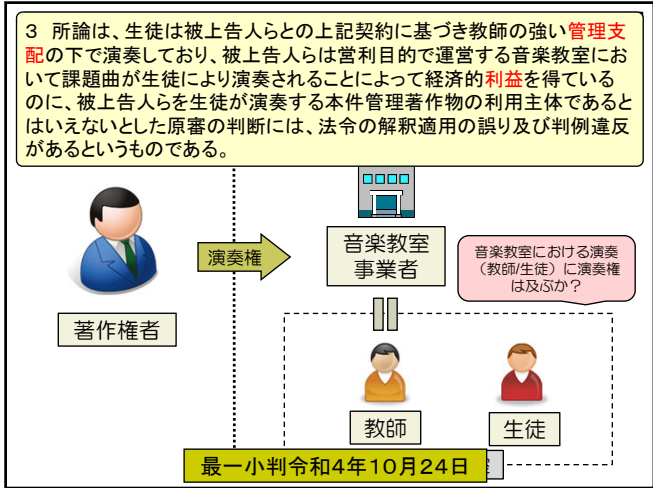 3 所論は、生徒は被上告人らとの上記契約に基づき教師の強い管理支
配の下で演奏しており、被上告人らは営利目的で運営する音楽教室にお
いて課題曲が生徒により演奏されることによって経済的利益を得ている
のに、被上告人らを生徒が演奏する本件管理著作物の利用主体であると
はいえないとした原審の判断には、法令の解釈適用の誤り及び判例違反
があるというものである。
演奏権
音楽教室
事業者
音楽教室における演奏
（教師/生徒）に演奏権
は及ぶか？
著作権者
教師
生徒
最一小判令和4年10月24日